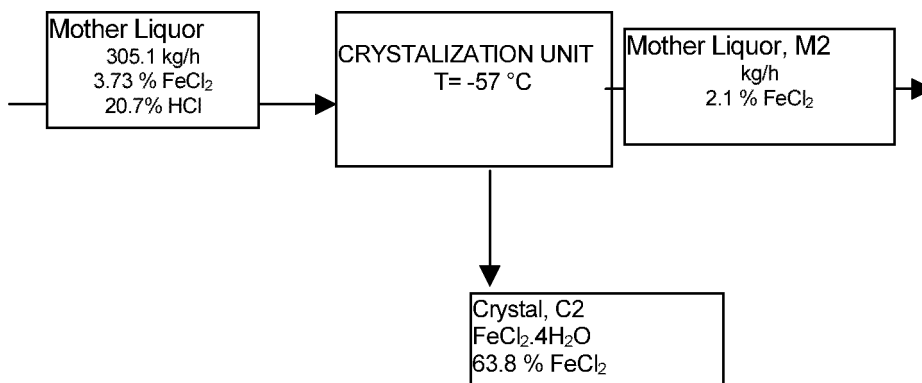 Mother Liquor
305.1 kg/h
3.73 % FeCl₂
20.7% HCl
CRYSTALIZATION UNIT
T= -57 °C
Mother Liquor, M2
kg/h
2.1 % FeCl₂
Crystal, C2
FeCl₂.4H₂O
63.8 % FeCl₂